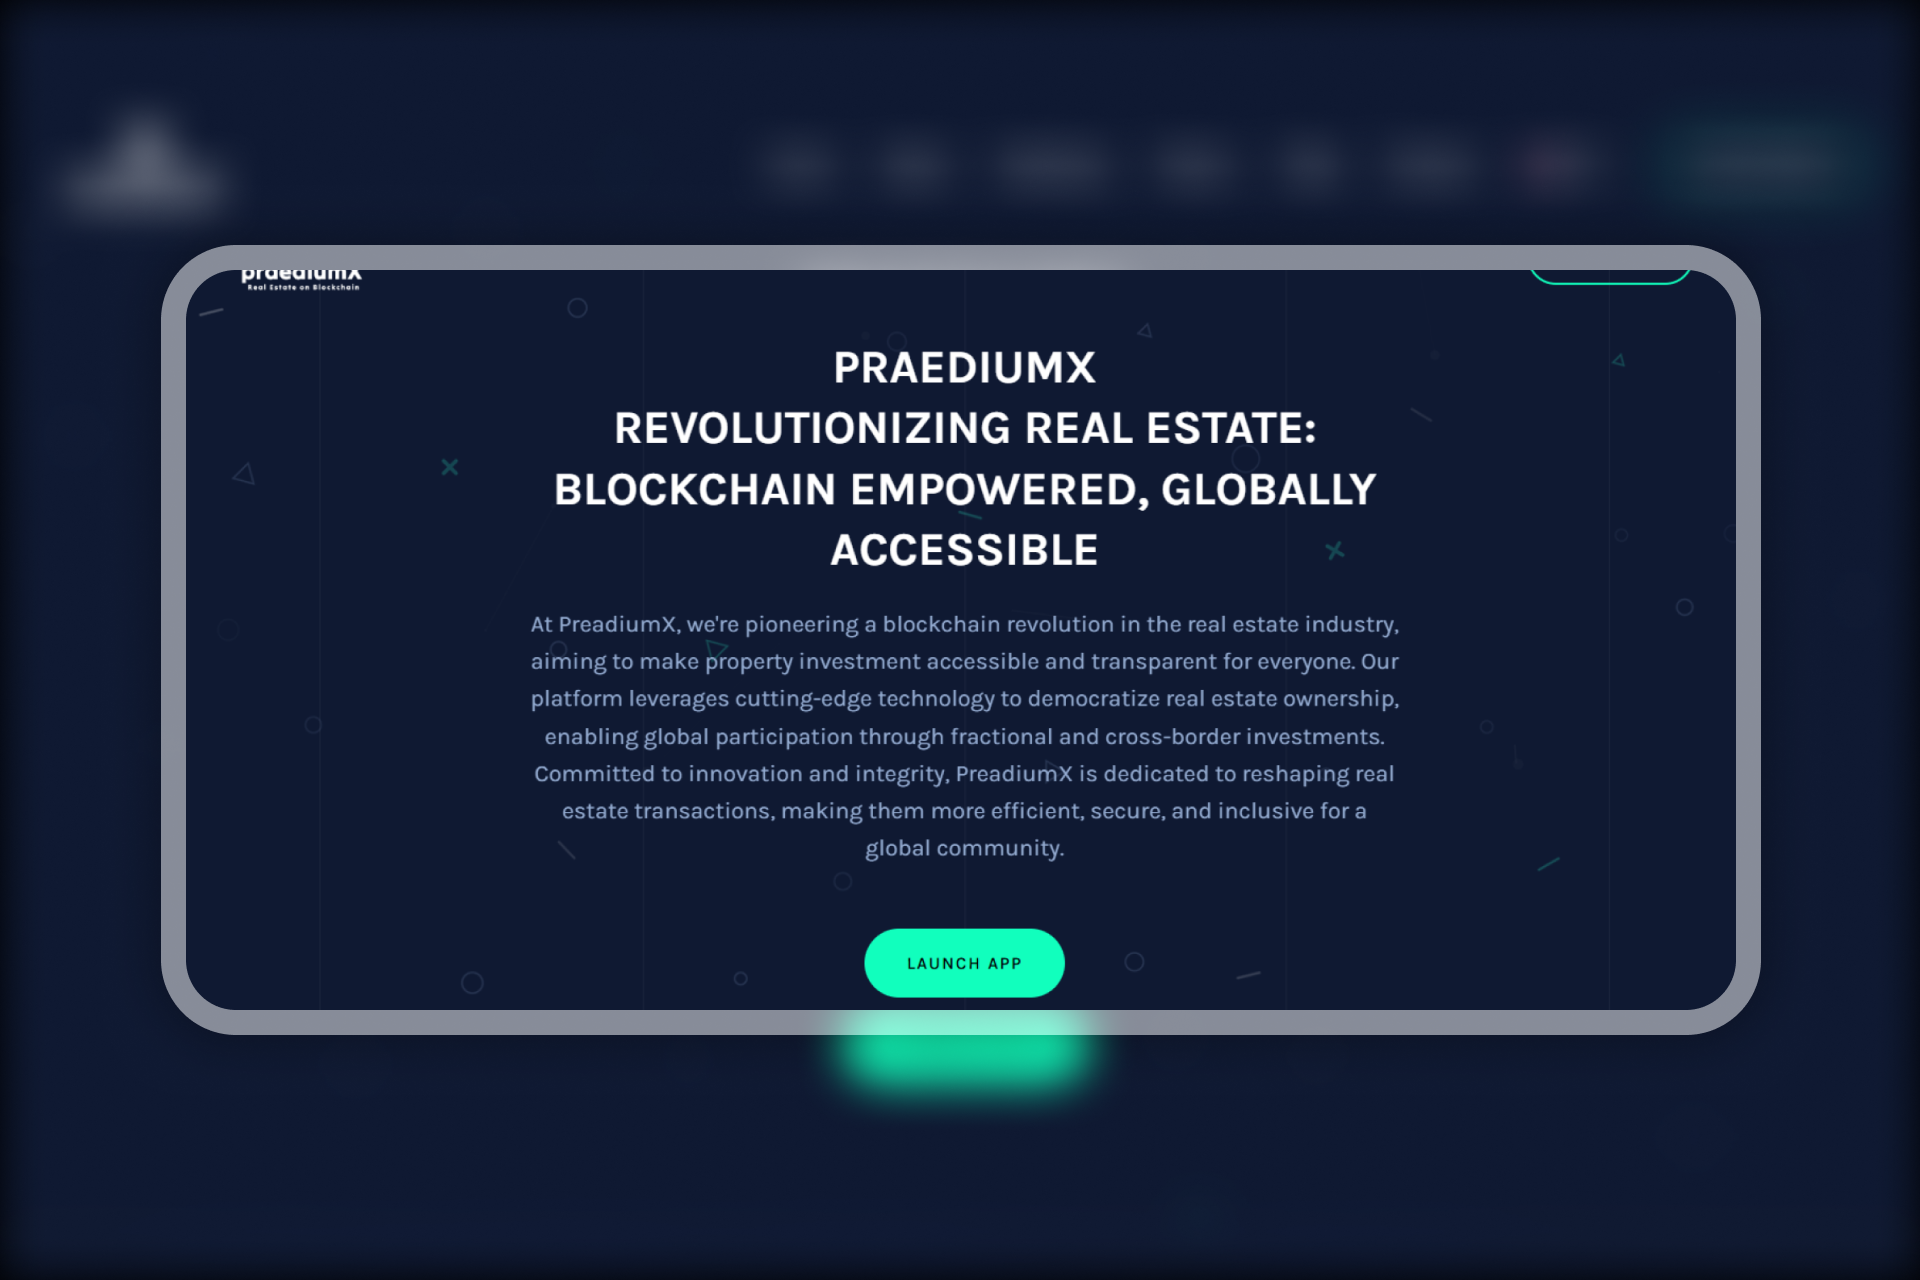 praediumX
Real Estate on Blockchain
PRAEDIUMX
REVOLUTIONIZING REAL ESTATE:
BLOCKCHAIN EMPOWERED, GLOBALLY
ACCESSIBLE
At PreadiumX, we're pioneering a blockchain revolution in the real estate industry,
aiming to make property investment accessible and transparent for everyone. Our
platform leverages cutting-edge technology to democratize real estate ownership,
enabling global participation through fractional and cross-border investments.
Committed to innovation and integrity, PreadiumX is dedicated to reshaping real
estate transactions, making them more efficient, secure, and inclusive for a
global community.
LAUNCH APP